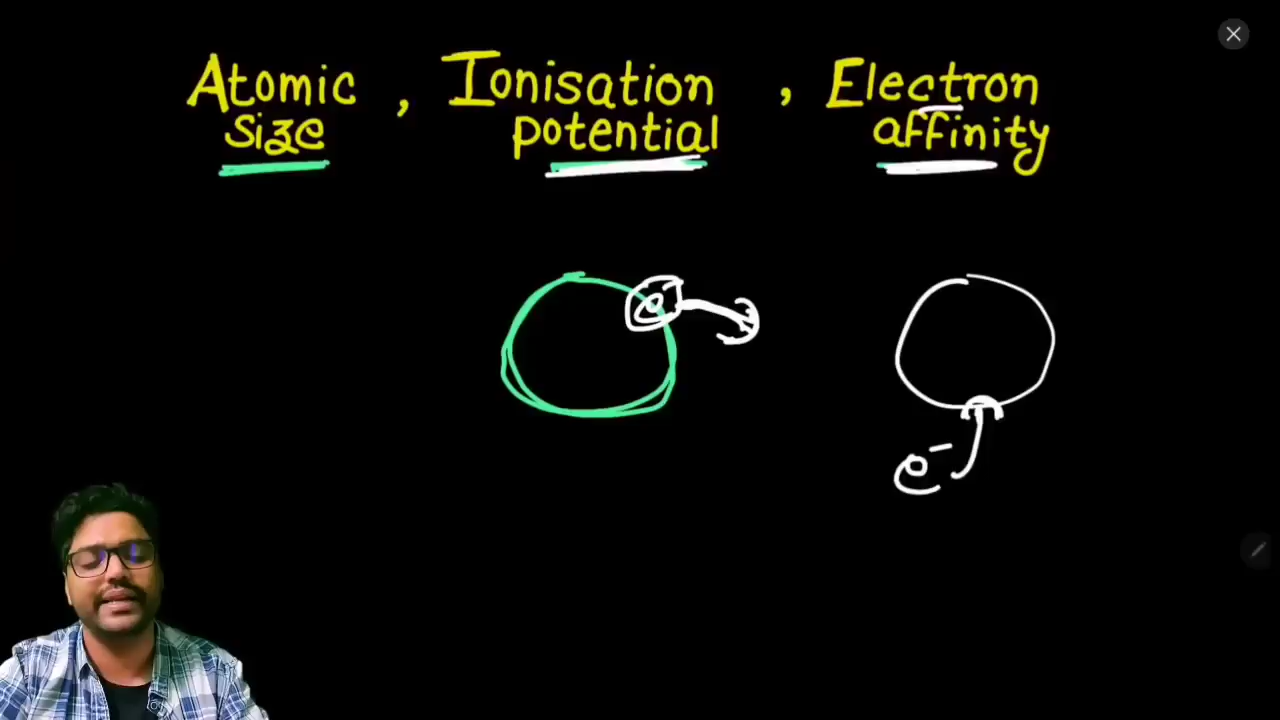 Atomic , Ionisation , Electron
size potential affinity
e⁻
e⁻